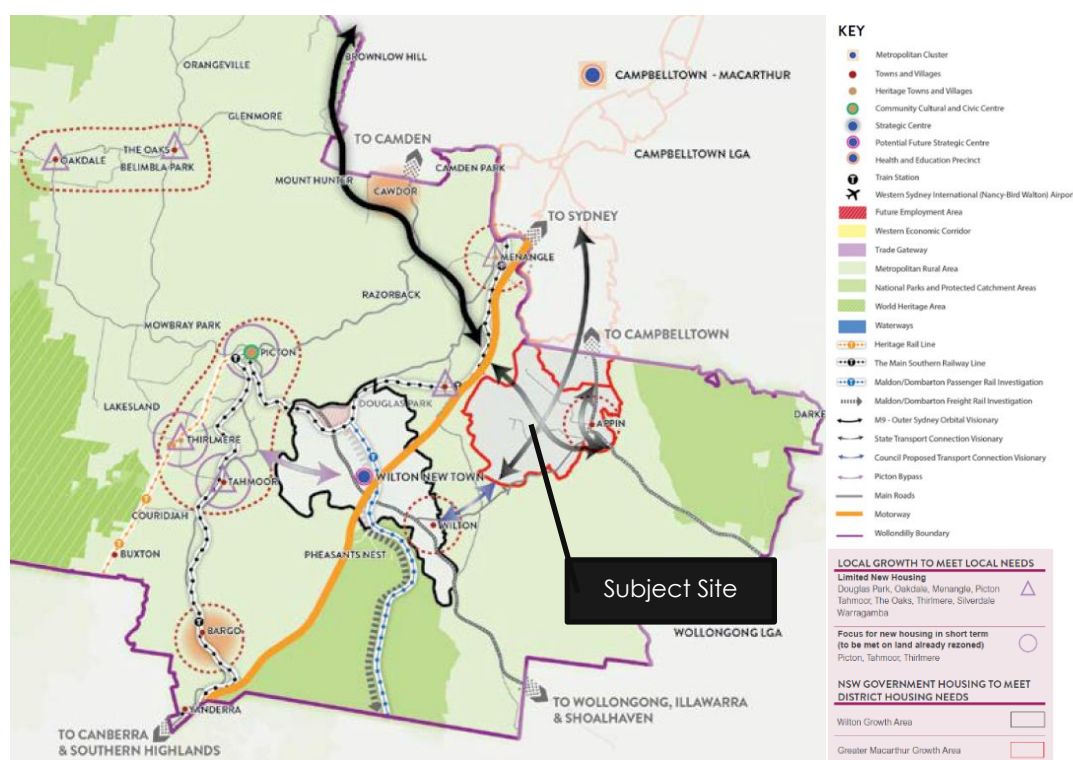 BROWNLOW HILL
ORANGEVILLE
CAMPBELLTOWN - MACARTHUR
GLENMORE
TO CAMDEN
THE OAKS
OAKDALE
BELIMBLA PARK
CAMPBELLTOWN LGA
CAMDEN PARK
MOUNT HUNTER
CAWDOR
TO SYDNEY
MENANGLE
RAZORBACK
MOWBRAY PARK
TO CAMPBELLTOWN
PICTON
LAKESLAND
DOUGLAS PARK
DARKE
APPIN
THIRLMERE
TAHMOOR
WILTON NEW TOWN
COURIDJAH
WILTON
BUXTON
PHEASANTS NEST
Subject Site
BARGO
WOLLONGONG LGA
YANDERRA
TO WOLLONGONG, ILLAWARRA
& SHOALHAVEN
TO CANBERRA
& SOUTHERN HIGHLANDS
KEY
Metropolitan Cluster
Towns and Villages
Heritage Towns and Villages
Community Cultural and Civic Centre
Strategic Centre
Potential Future Strategic Centre
Health and Education Precinct
Train Station
Western Sydney International (Nancy-Bird Walton) Airport
Future Employment Area
Western Economic Corridor
Trade Gateway
Metropolitan Rural Area
National Parks and Protected Catchment Areas
World Heritage Area
Waterways
Heritage Rail Line
The Main Southern Railway Line
Maldon/Dombarton Passenger Rail Investigation
Maldon/Dombarton Freight Rail Investigation
M9 - Outer Sydney Orbital Visionary
State Transport Connection Visionary
Council Proposed Transport Connection Visionary
Picton Bypass
Main Roads
Motorway
Wollondilly Boundary
LOCAL GROWTH TO MEET LOCAL NEEDS
Limited New Housing
Douglas Park, Oakdale, Menangle, Picton
Tahmoor, The Oaks, Thirlmere, Silverdale
Warragamba
Focus for new housing in short term
(to be met on land already rezoned)
Picton, Tahmoor, Thirlmere
NSW GOVERNMENT HOUSING TO MEET
DISTRICT HOUSING NEEDS
Wilton Growth Area
Greater Macarthur Growth Area